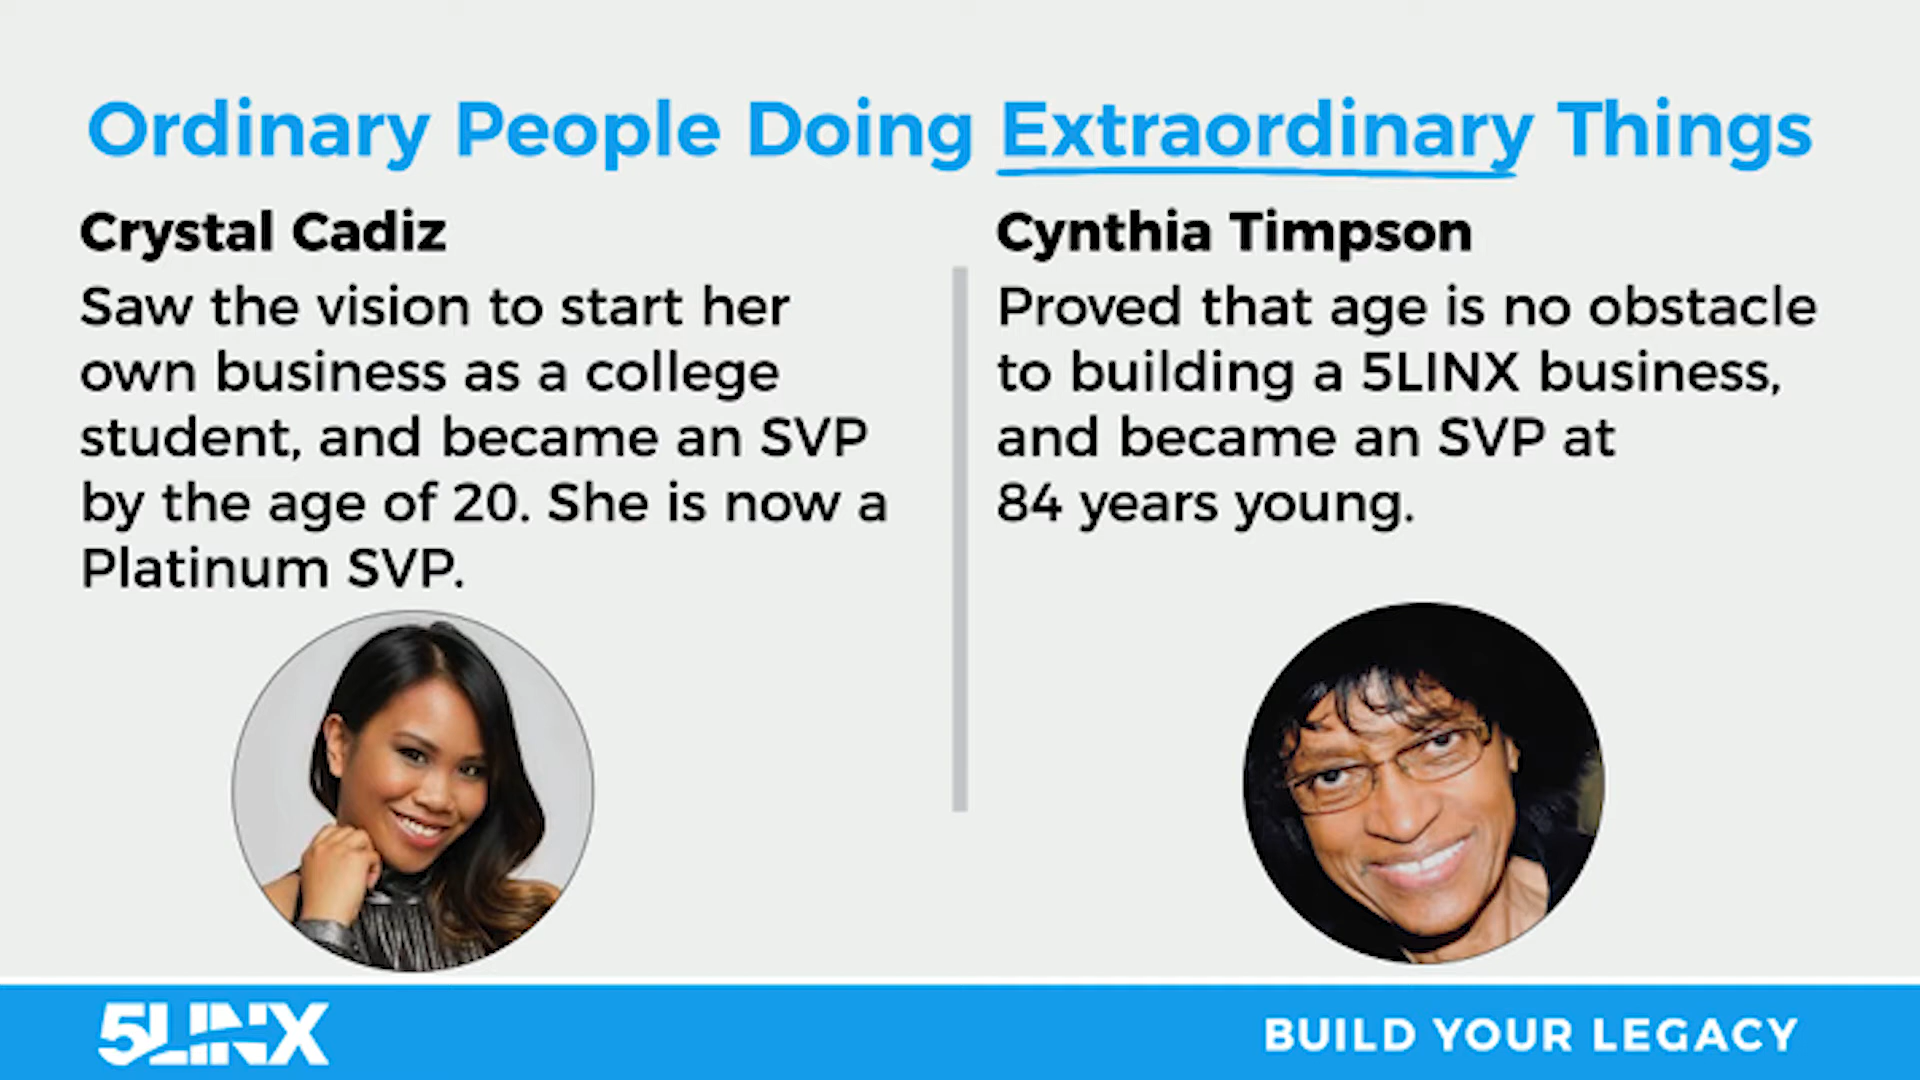 Ordinary People Doing Extraordinary Things
Crystal Cadiz
Saw the vision to start her
own business as a college
student, and became an SVP
by the age of 20. She is now a
Platinum SVP.
Cynthia Timpson
Proved that age is no obstacle
to building a 5LINX business,
and became an SVP at
84 years young.
5LINX
BUILD YOUR LEGACY